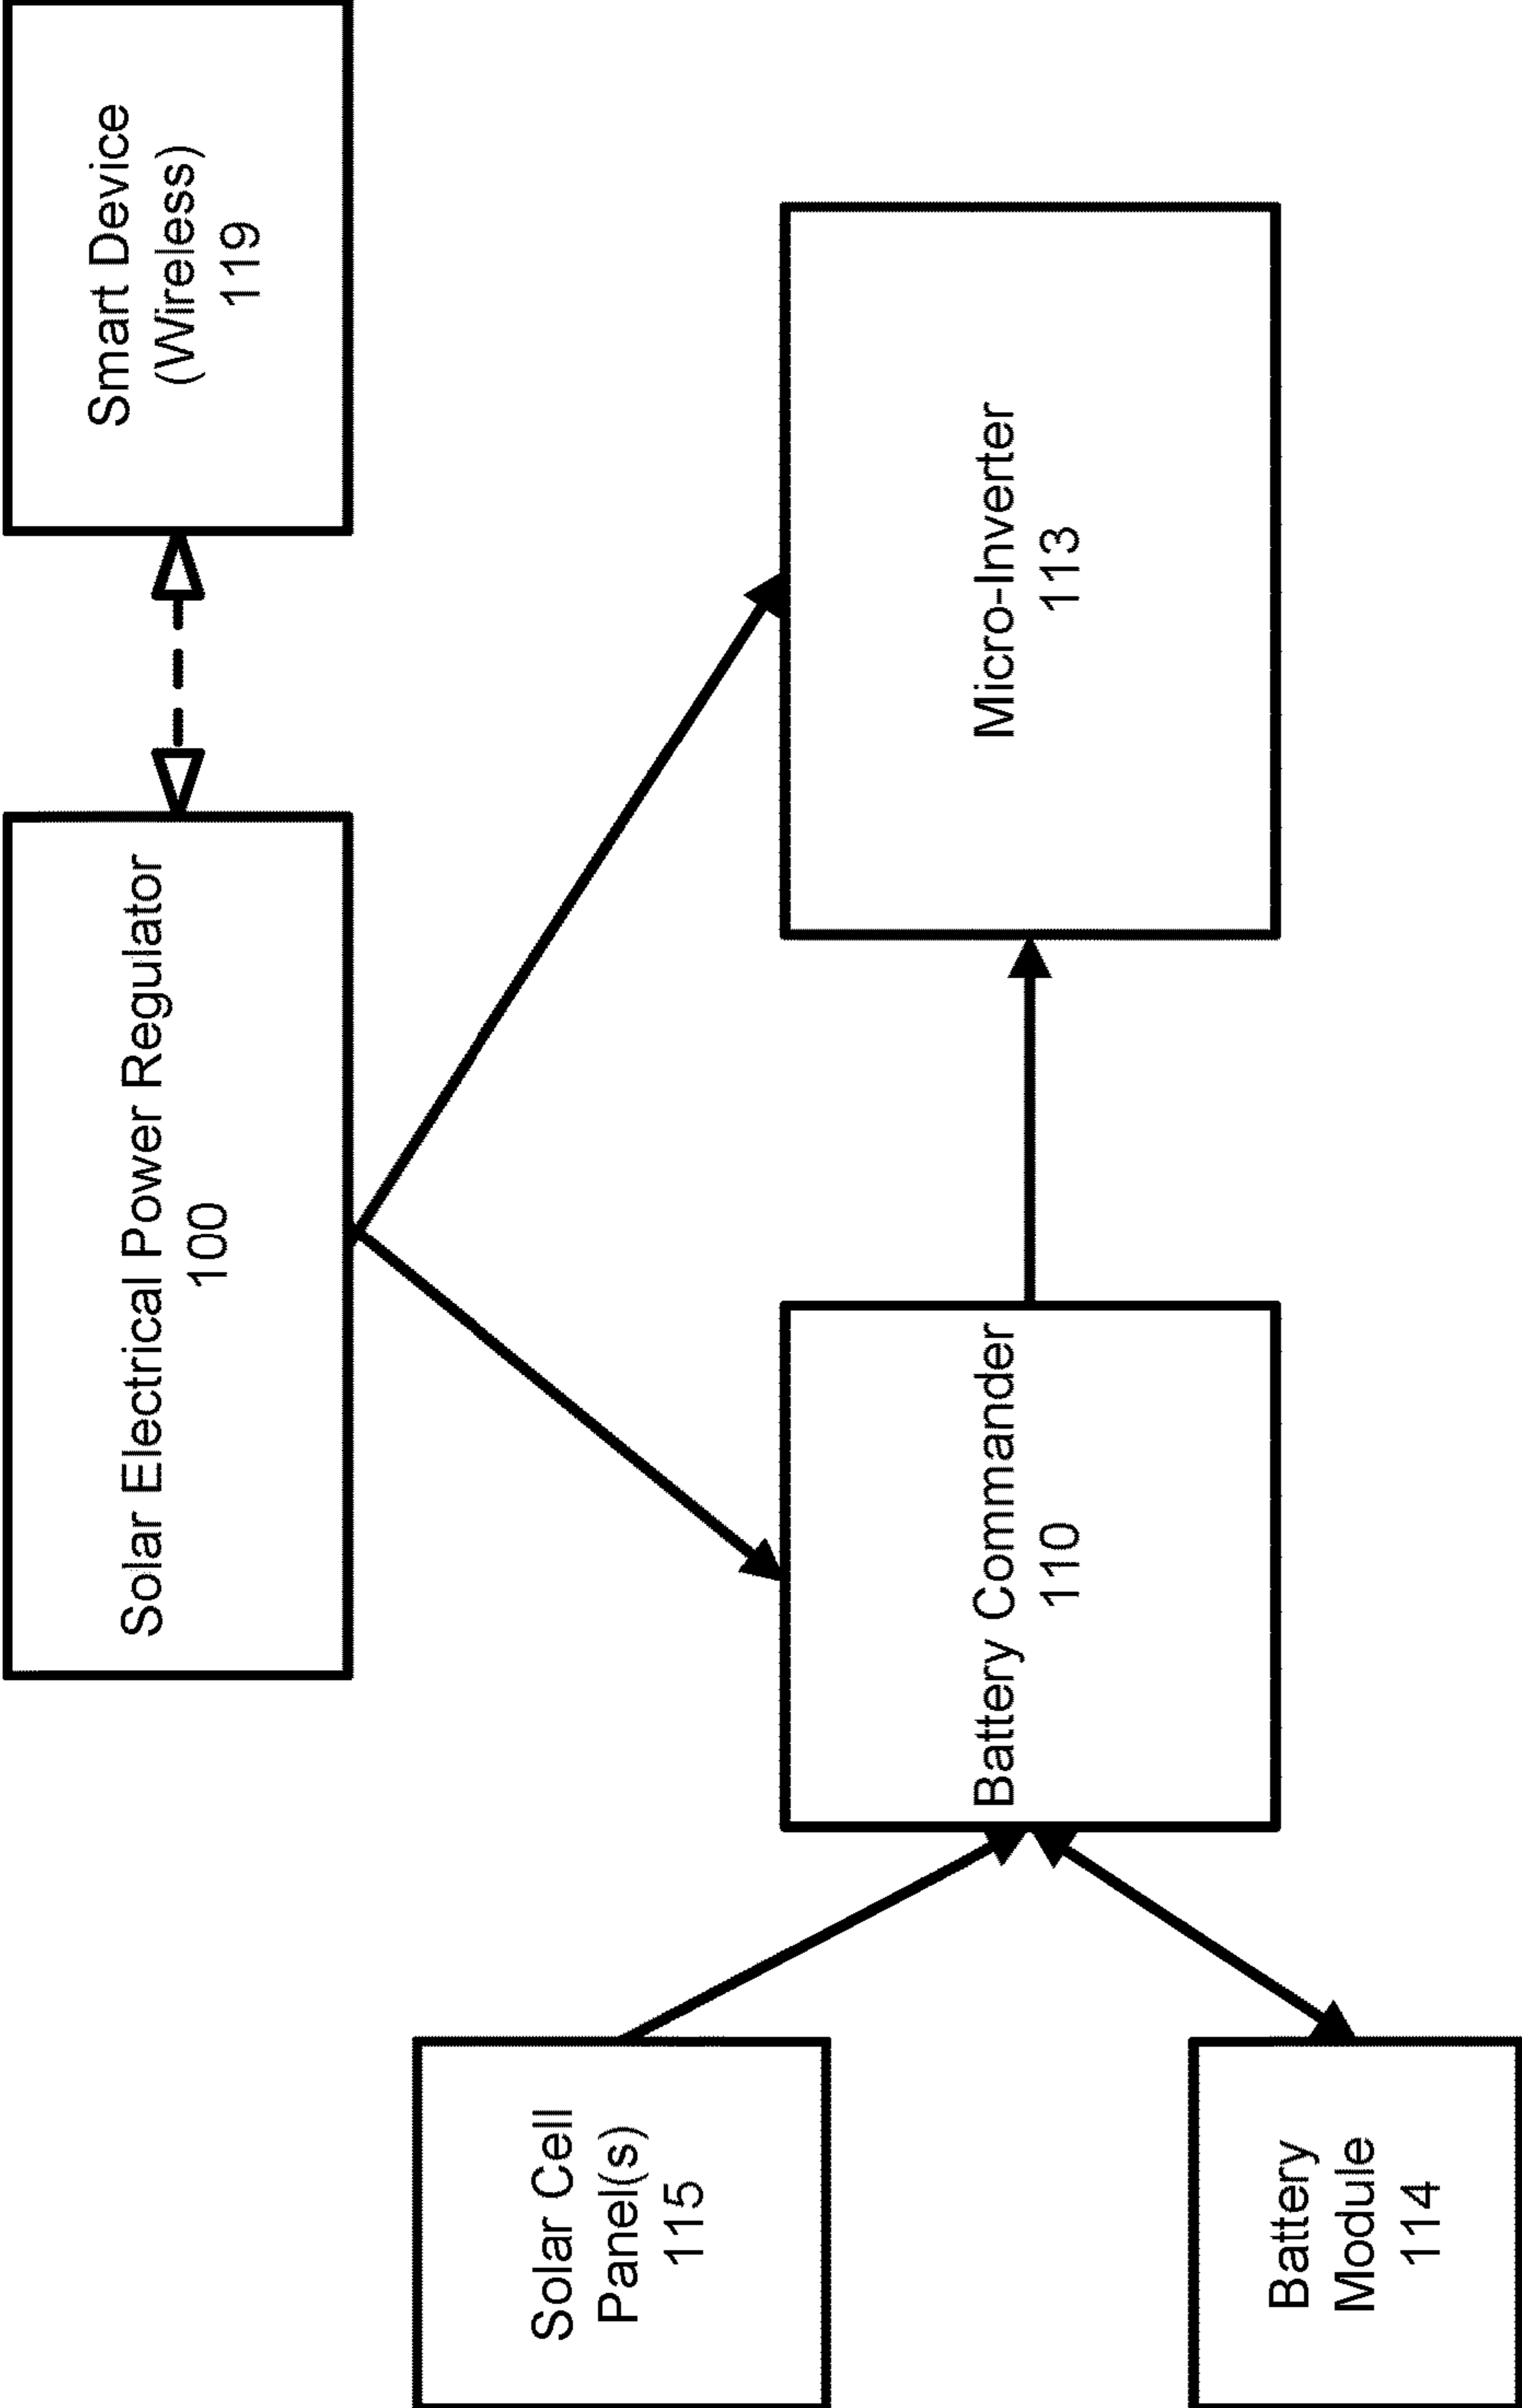 Solar Electrical Power Regulator
100
Smart Device
(Wireless)
119
Solar Cell
Panel(s)
115
Battery Commander
110
Micro-Inverter
113
Battery
Module
114